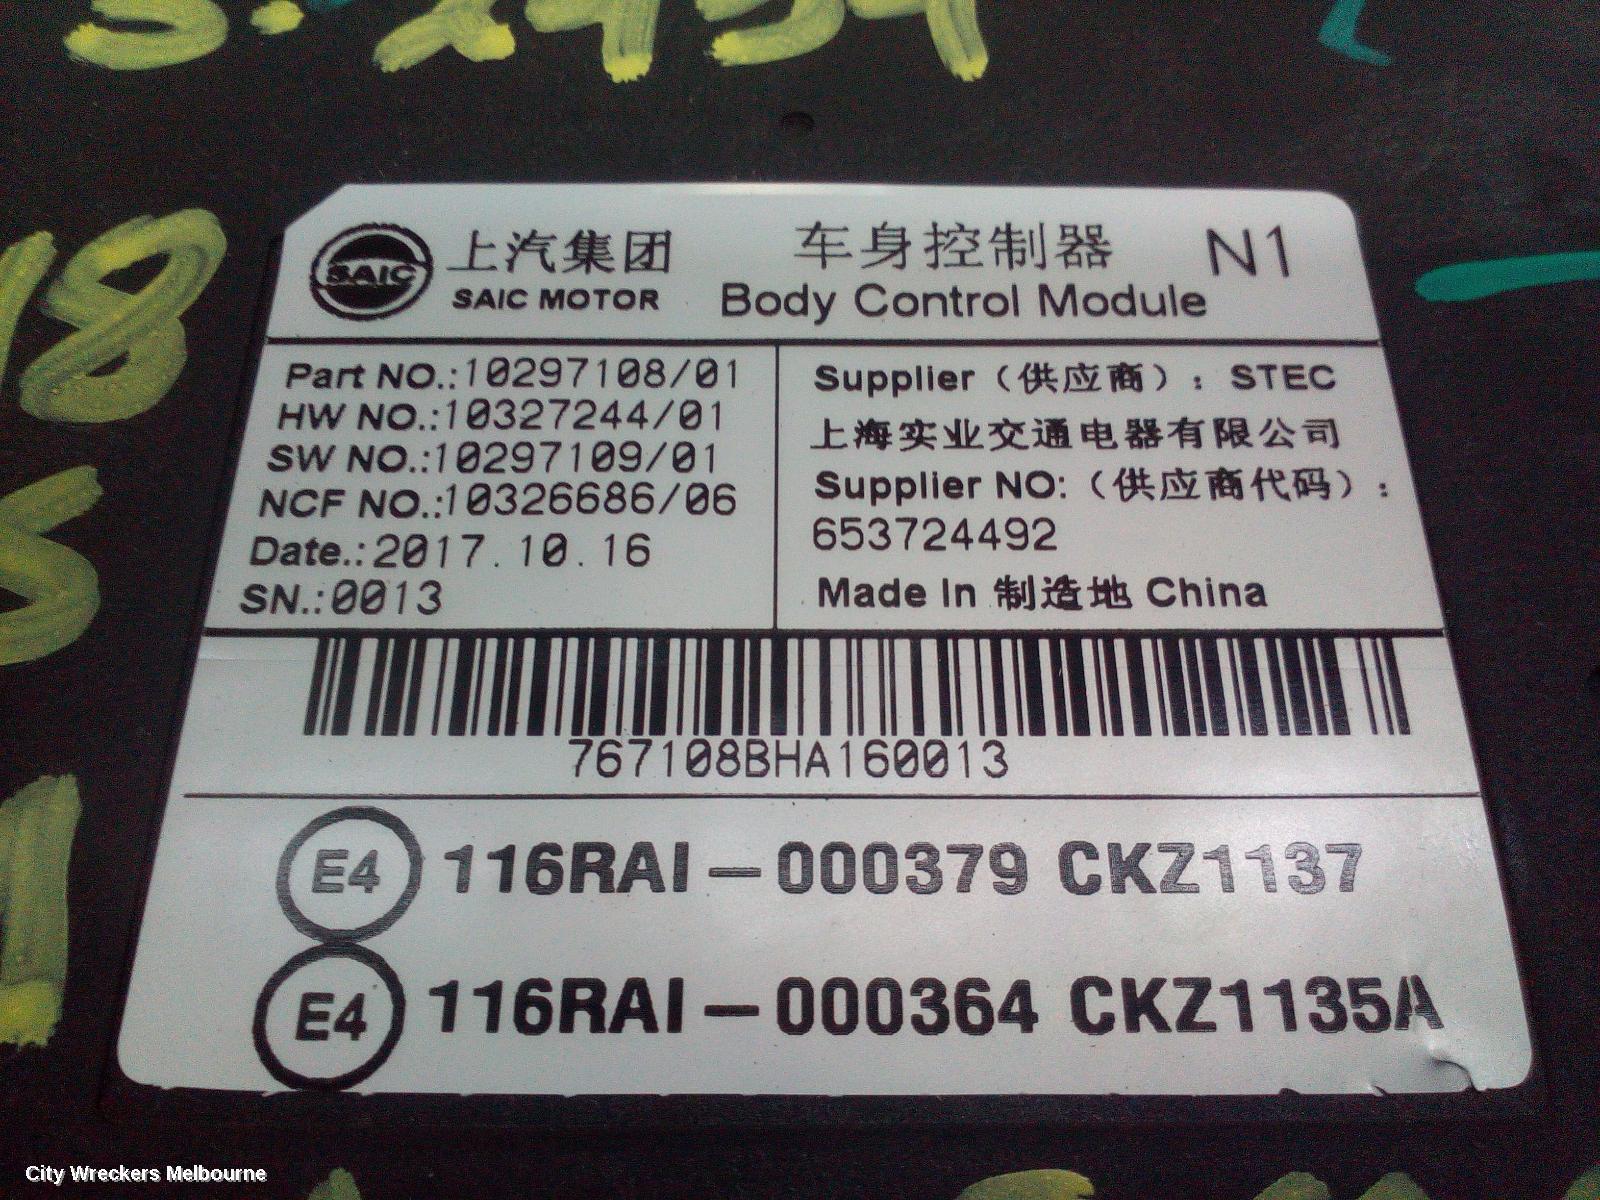 SAIC 上汽集团 车身控制器 N1
SAIC MOTOR Body Control Module
Part NO.:10297108/01
HW NO.:10327244/01
SW NO.:10297109/01
NCF NO.:10326686/06
Date.:2017.10.16
SN.:0013
Supplier（供应商）：STEC
上海实业交通电器有限公司
Supplier NO:（供应商代码）：
653724492
Made In 制造地 China
767108BHA160013
E4 116RAI-000379 CKZ1137
E4 116RAI-000364 CKZ1135A
City Wreckers Melbourne